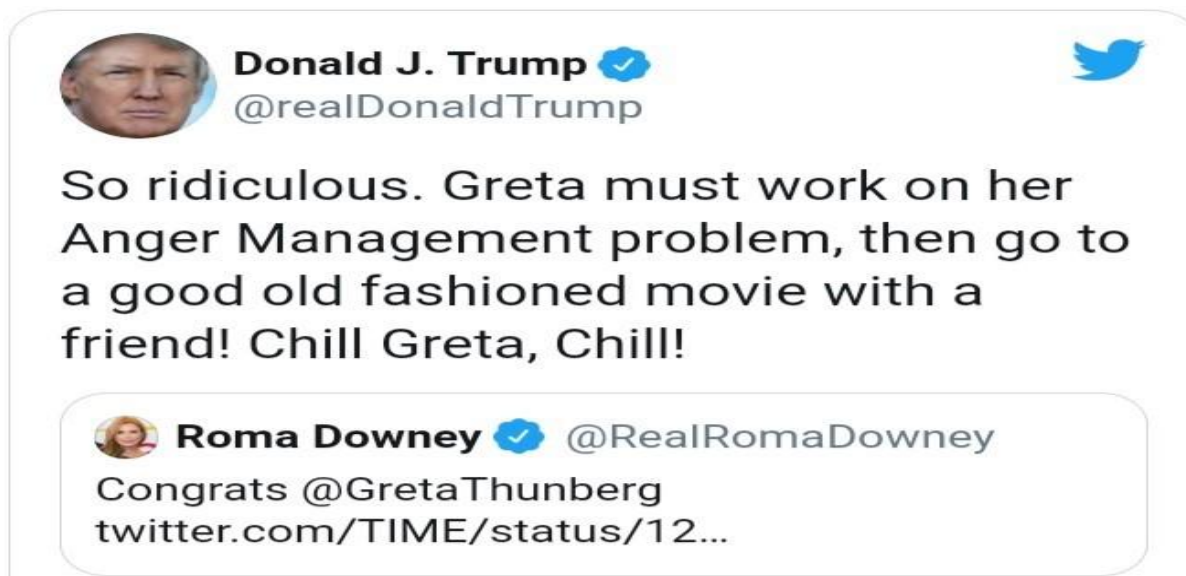 Donald J. Trump
@realDonaldTrump
So ridiculous. Greta must work on her
Anger Management problem, then go to
a good old fashioned movie with a
friend! Chill Greta, Chill!
Roma Downey @RealRomaDowney
Congrats @GretaThunberg
twitter.com/TIME/status/12...